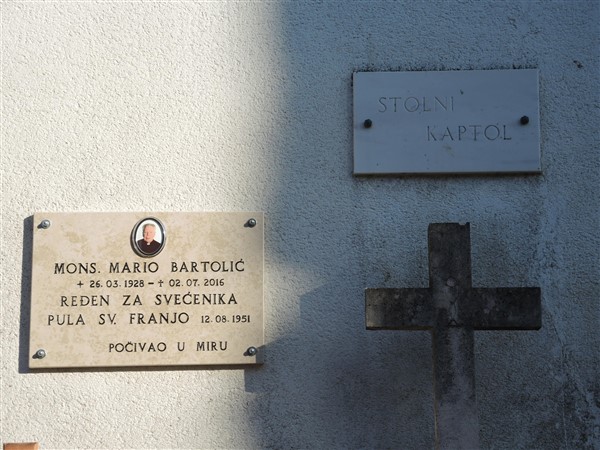 STOLNI
KAPTOL
MONS. MARIO BARTOLIĆ
+ 26. 03. 1928 – + 02. 07. 2016
REĐEN ZA SVEĆENIKA
PULA SV. FRANJO 12. 08. 1951
POČIVAO U MIRU